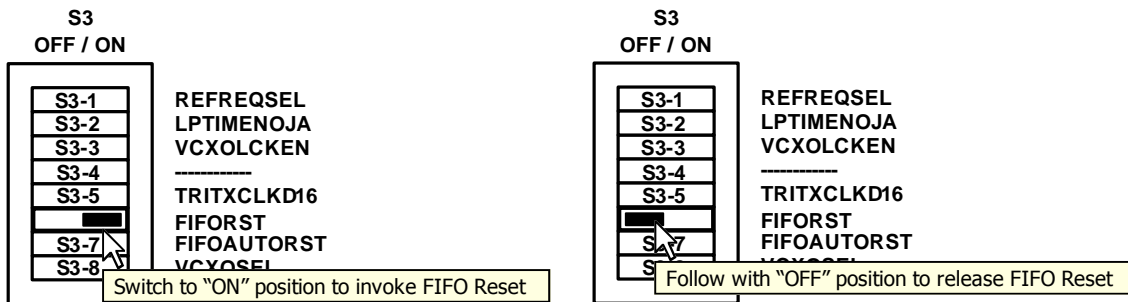 S3
OFF / ON
S3-1 REFREQSEL
S3-2 LPTIMENOJA
S3-3 VCXOLCKEN
S3-4 ------------
S3-5 TRITXCLKD16
FIFORST
S3-7 FIFOAUTORST
S3-8 VCXOSEL
Switch to “ON” position to invoke FIFO Reset
S3
OFF / ON
S3-1 REFREQSEL
S3-2 LPTIMENOJA
S3-3 VCXOLCKEN
S3-4 ------------
S3-5 TRITXCLKD16
FIFORST
FIFOAUTORST
VCXOSEL
Follow with “OFF” position to release FIFO Reset